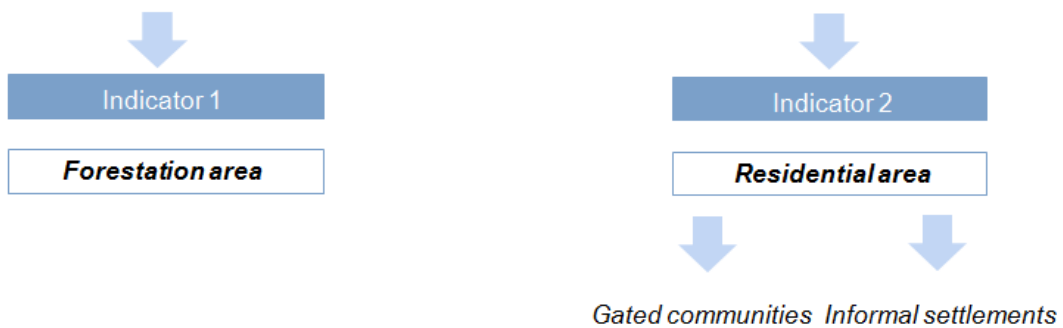 Indicator 1
Indicator 2
Forestation area
Residential area
Gated communities Informal settlements